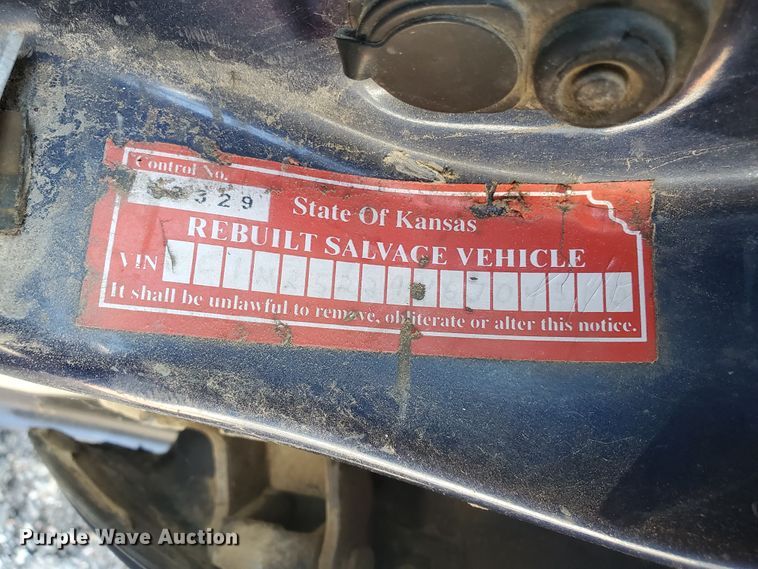 Control No.
329
State Of Kansas
REBUILT SALVAGE VEHICLE
VIN
It shall be unlawful to remove, obliterate or alter this notice.
Purple Wave Auction®